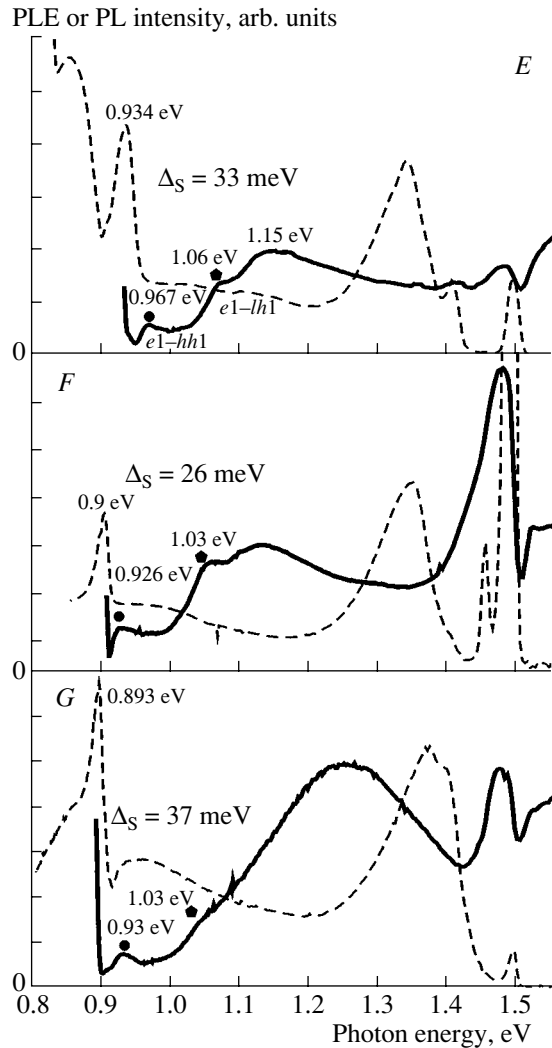 PLE or PL intensity, arb. units
E
0.934 eV
ΔS = 33 meV
1.15 eV
1.06 eV
0.967 eV
e1–lh1
e1–hh1
0
F
ΔS = 26 meV
0.9 eV
1.03 eV
0.926 eV
0
G
0.893 eV
ΔS = 37 meV
1.03 eV
0.93 eV
0
0.8 0.9 1.0 1.1 1.2 1.3 1.4 1.5
Photon energy, eV